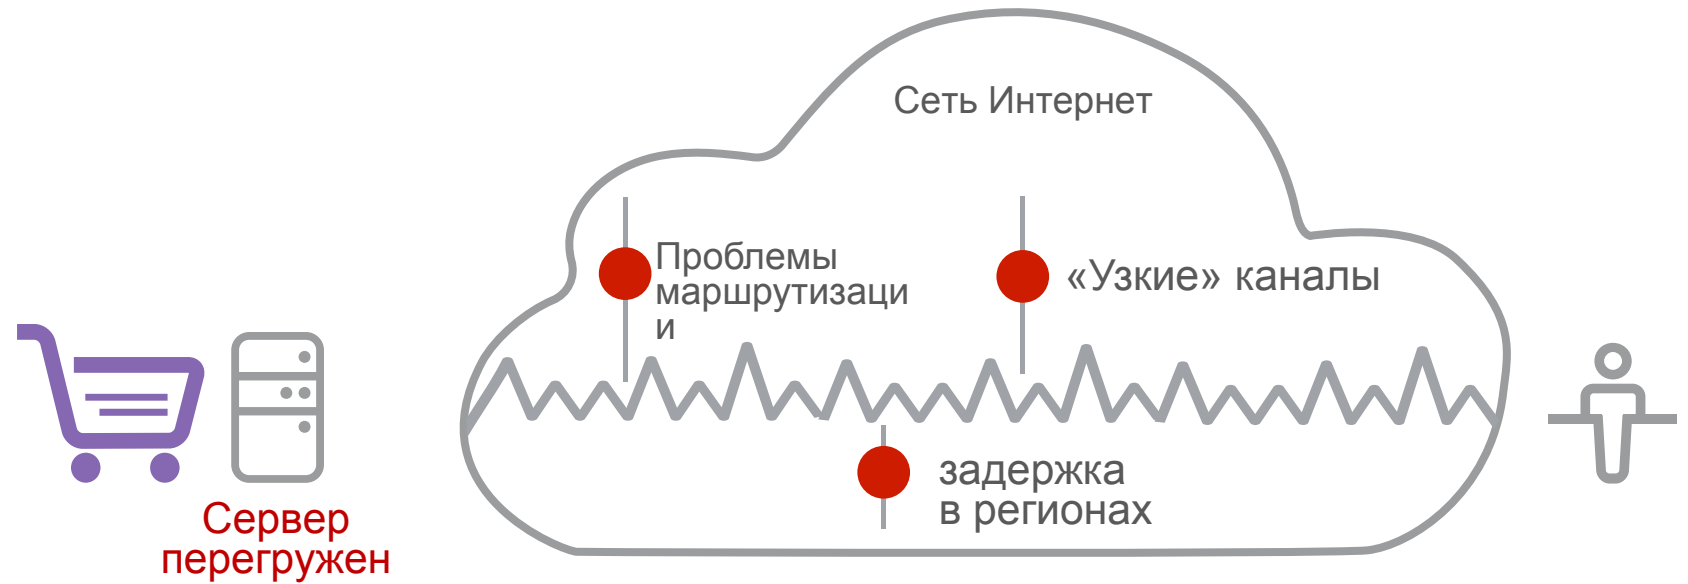 Сеть Интернет
Проблемы
маршрутизаци
и
«Узкие» каналы
задержка
в регионах
Сервер
перегружен